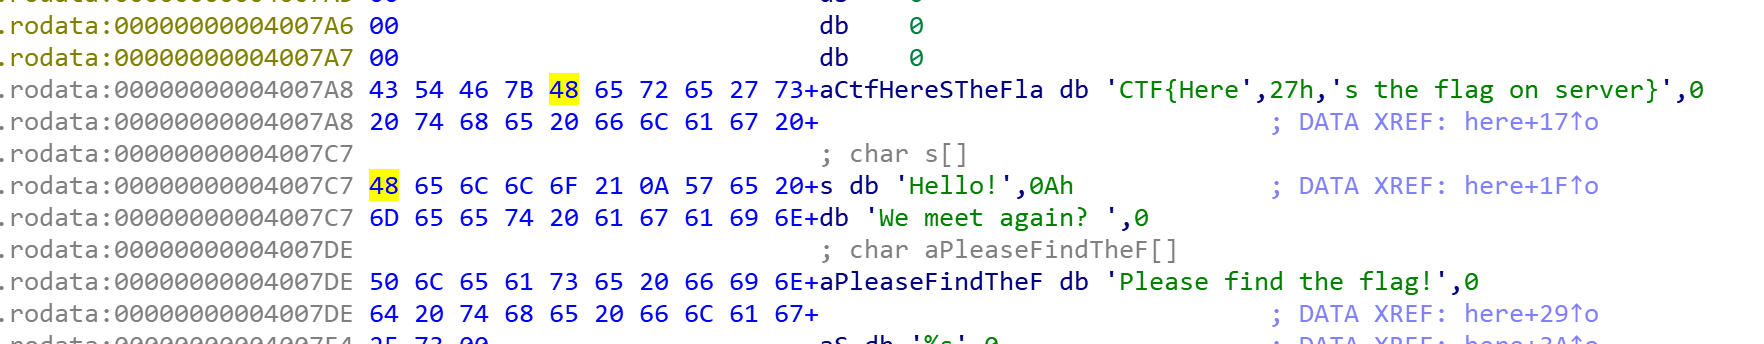 .rodata:00000000004007A6 00 db 0
.rodata:00000000004007A7 00 db 0
.rodata:00000000004007A8 43 54 46 7B 48 65 72 65 27 73+aCtfHereSTheFla db 'CTF{Here',27h,'s the flag on server}',0
.rodata:00000000004007A8 20 74 68 65 20 66 6C 61 67 20+ ; DATA XREF: here+17↑o
.rodata:00000000004007C7 ; char s[]
.rodata:00000000004007C7 48 65 6C 6C 6F 21 0A 57 65 20+s db 'Hello!',0Ah ; DATA XREF: here+1F↑o
.rodata:00000000004007C7 6D 65 65 74 20 61 67 61 69 6E+db 'We meet again? ',0
.rodata:00000000004007DE ; char aPleaseFindTheF[]
.rodata:00000000004007DE 50 6C 65 61 73 65 20 66 69 6E+aPleaseFindTheF db 'Please find the flag!',0
.rodata:00000000004007DE 64 20 74 68 65 20 66 6C 61 67+ ; DATA XREF: here+29↑o